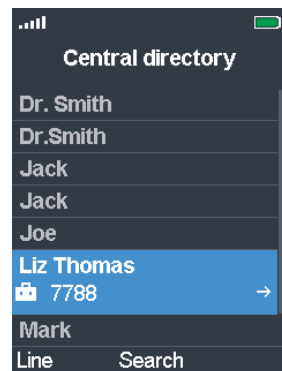 Central directory
Dr. Smith
Dr.Smith
Jack
Jack
Joe
Liz Thomas
7788
Mark
Line Search